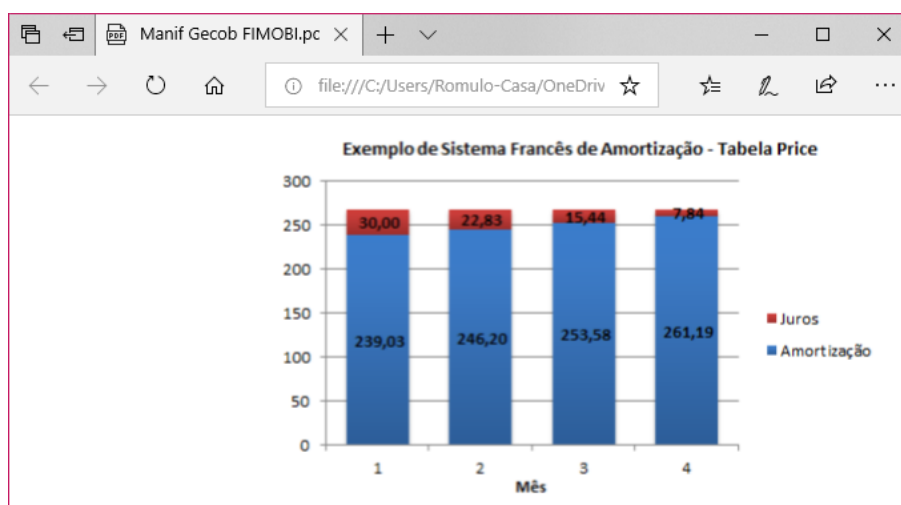 Manif Gecob FIMOBI.pc
file:///C:/Users/Romulo-Casa/OneDriv
Exemplo de Sistema Francês de Amortização - Tabela Price
300
250
200
150
100
50
0
30,00 22,83 15,44 7,84
239,03 246,20 253,58 261,19
Juros
Amortização
1 2 3 4
Mês